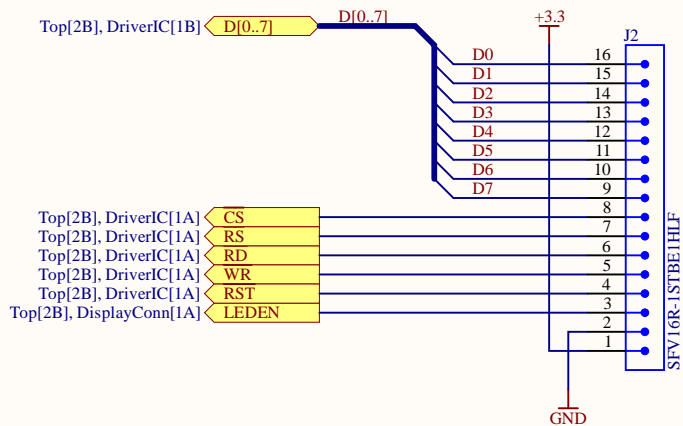 Top[2B], DriverIC[1B] D[0..7] D[0..7] +3.3
J2
D0 16
D1 15
D2 14
D3 13
D4 12
D5 11
D6 10
D7 9
Top[2B], DriverIC[1A] CS 8
Top[2B], DriverIC[1A] RS 7
Top[2B], DriverIC[1A] RD 6
Top[2B], DriverIC[1A] WR 5
Top[2B], DriverIC[1A] RST 4
Top[2B], DisplayConn[1A] LEDEN 3
2
1
SFV16R-1STBE1HLF
GND